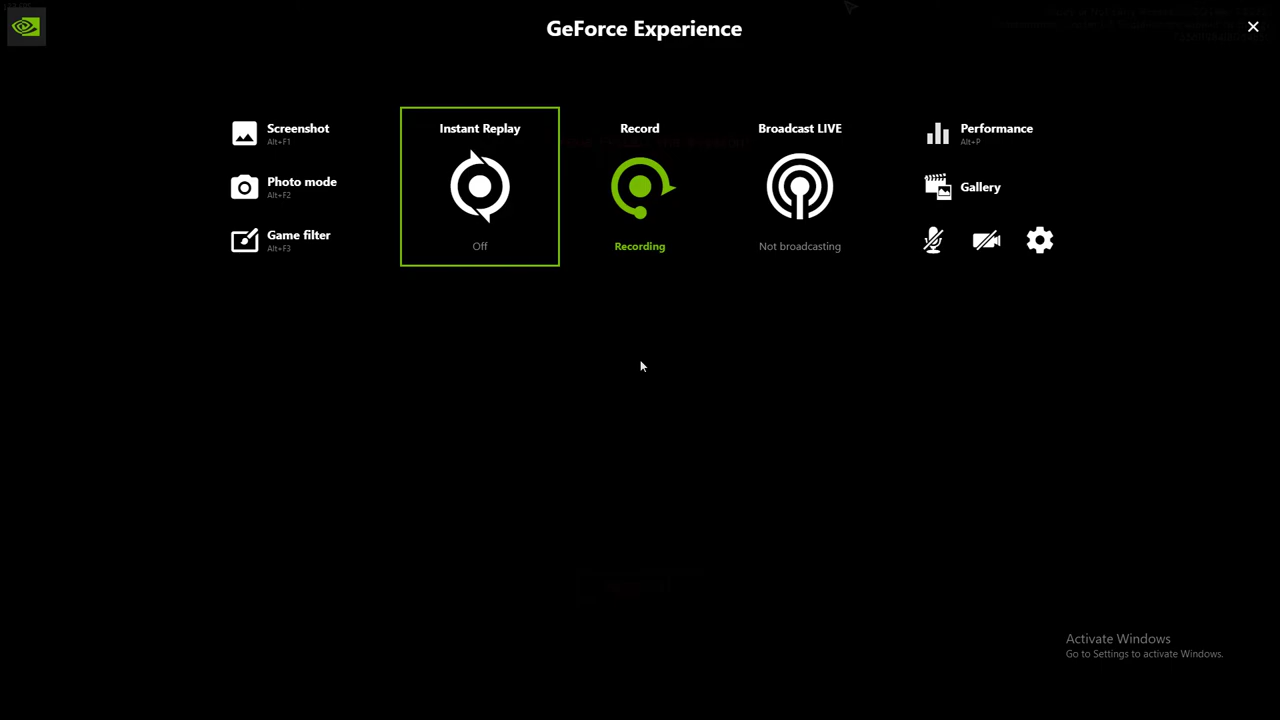 GeForce Experience
Screenshot
Alt+F1
Photo mode
Alt+F2
Game filter
Alt+F3
Instant Replay
Off
Record
Recording
Broadcast LIVE
Not broadcasting
Performance
Alt+P
Gallery
Activate Windows
Go to Settings to activate Windows.